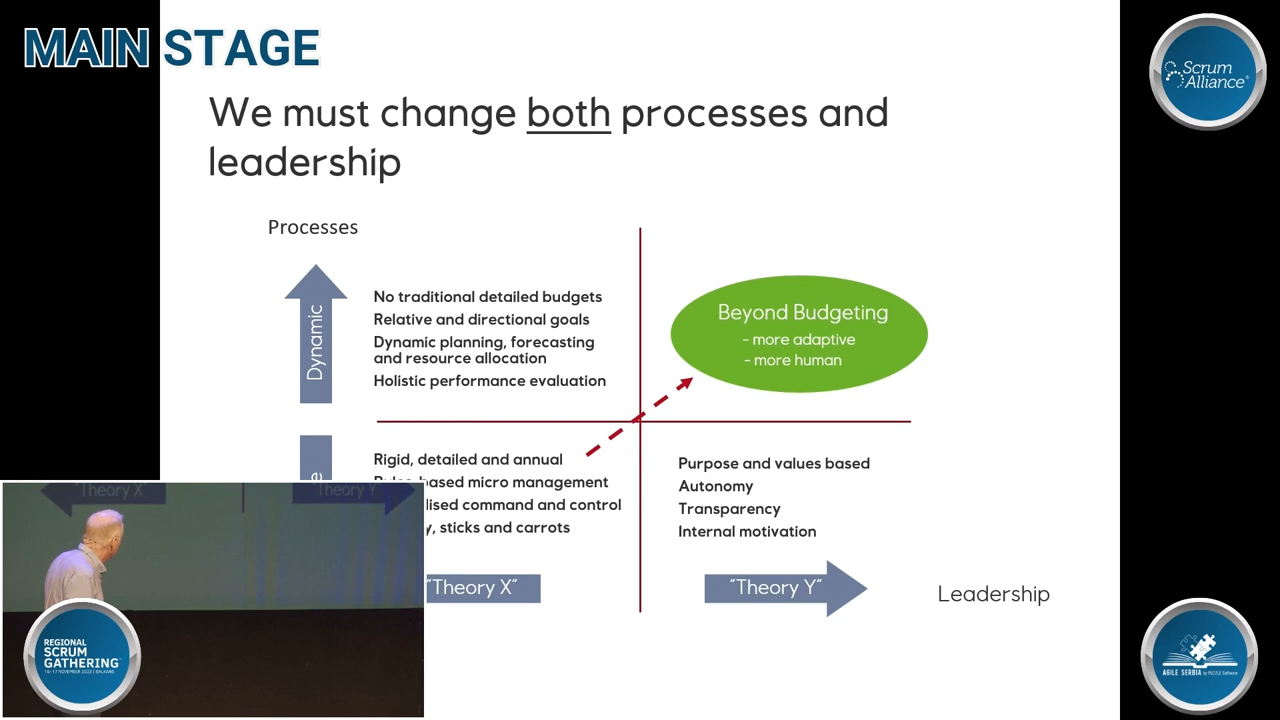 MAIN STAGE
Scrum
Alliance®
We must change both processes and
leadership
Processes
Dynamic
No traditional detailed budgets
Relative and directional goals
Dynamic planning, forecasting
and resource allocation
Holistic performance evaluation
Beyond Budgeting
- more adaptive
- more human
Rigid, detailed and annual
based micro management
command and control
sticks and carrots
Purpose and values based
Autonomy
Transparency
Internal motivation
"Theory X"
"Theory Y"
Leadership
"Theory X"
Theory Y
REGIONAL
SCRUM
GATHERING
AGILE SERBIA by PUZZLE Software